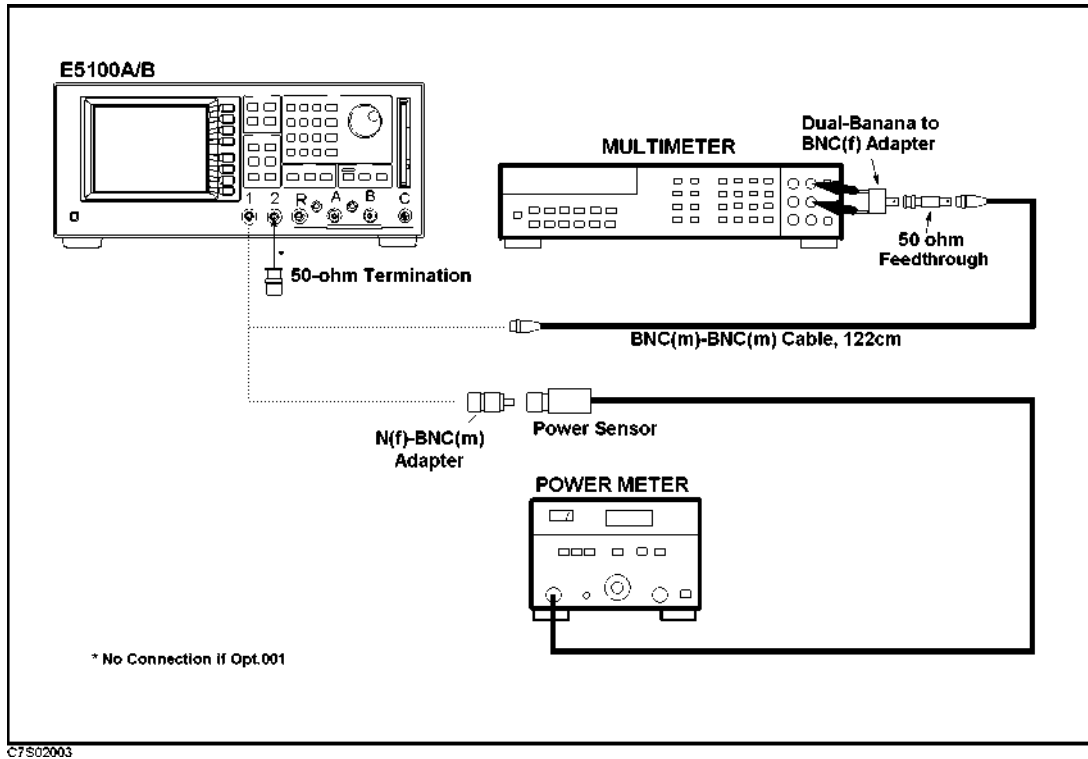 E5100A/B
1 2 R A B C
50-ohm Termination
MULTIMETER
Dual-Banana to
BNC(f) Adapter
50 ohm
Feedthrough
BNC(m)-BNC(m) Cable, 122cm
N(f)-BNC(m)
Adapter
Power Sensor
POWER METER
* No Connection if Opt.001
C7S02003